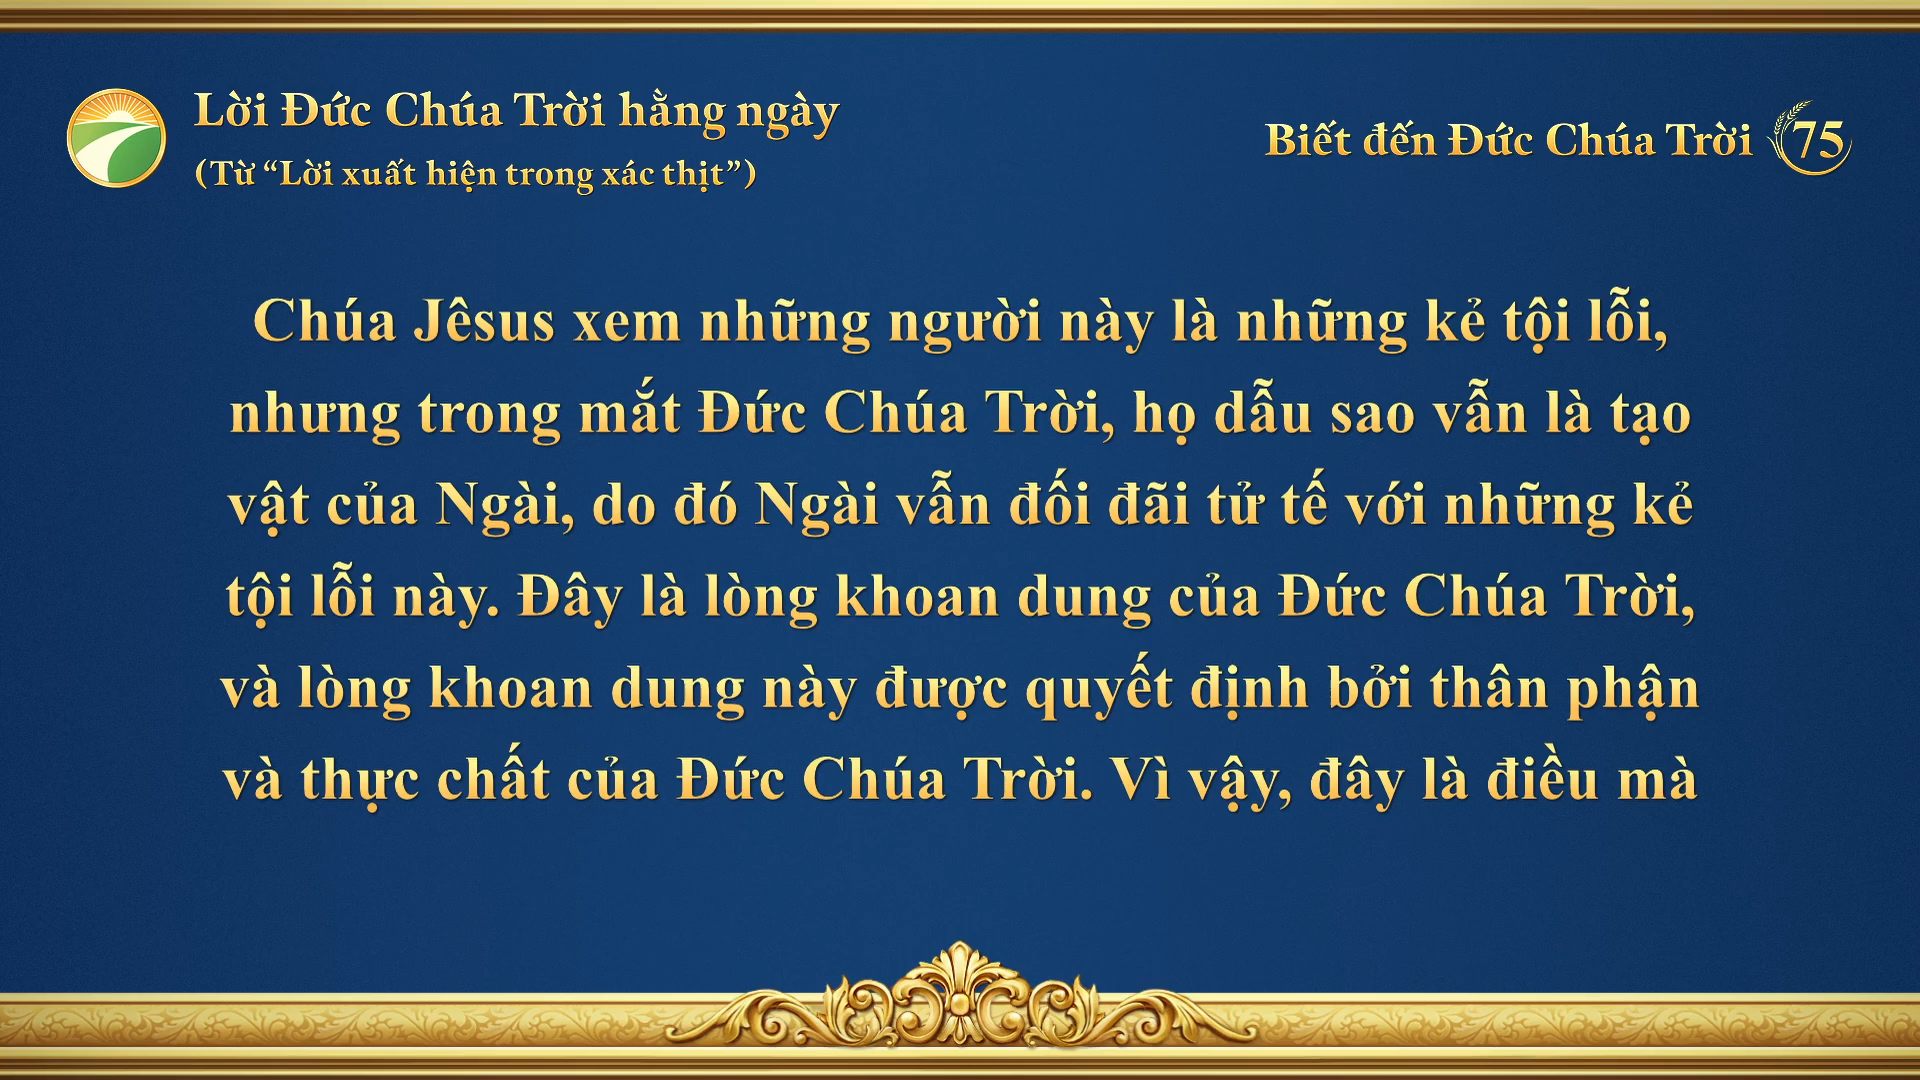 Lời Đức Chúa Trời hằng ngày
(Từ “Lời xuất hiện trong xác thịt”)
Biết đến Đức Chúa Trời 75
Chúa Jêsus xem những người này là những kẻ tội lỗi,
nhưng trong mắt Đức Chúa Trời, họ dẫu sao vẫn là tạo
vật của Ngài, do đó Ngài vẫn đối đãi tử tế với những kẻ
tội lỗi này. Đây là lòng khoan dung của Đức Chúa Trời,
và lòng khoan dung này được quyết định bởi thân phận
và thực chất của Đức Chúa Trời. Vì vậy, đây là điều mà